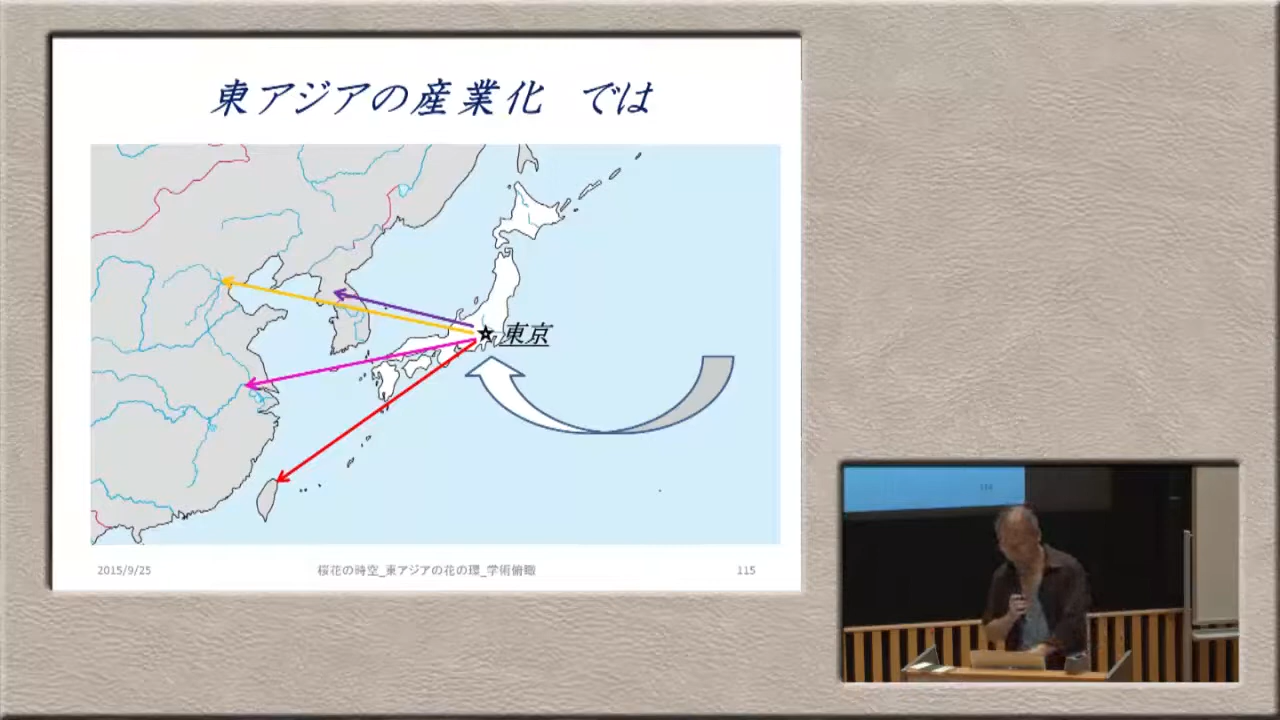 東アジアの産業化 では
東京
2015/9/25
桜花の時空_東アジアの花の環_学術俯瞰
115